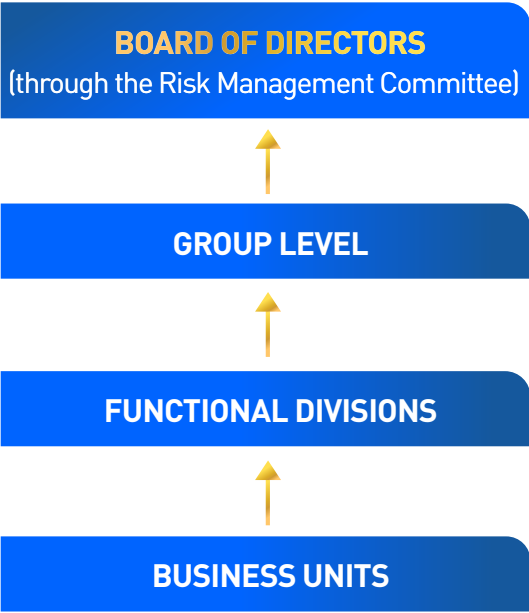 BOARD OF DIRECTORS
(through the Risk Management Committee)
GROUP LEVEL
FUNCTIONAL DIVISIONS
BUSINESS UNITS